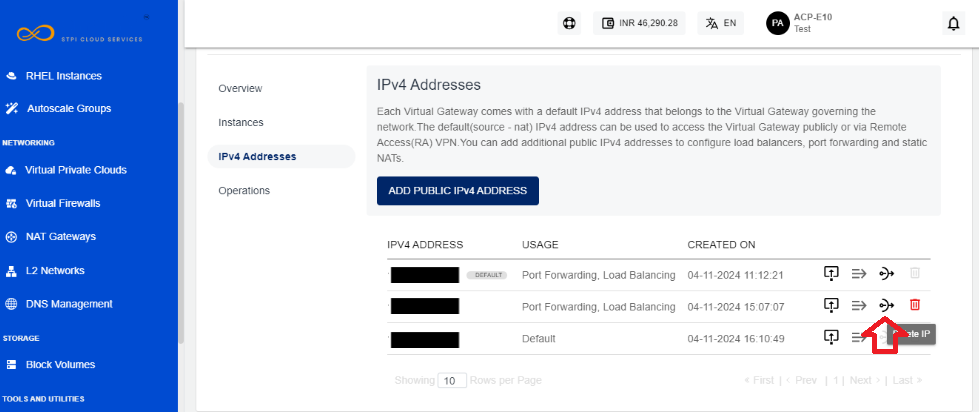 STPI CLOUD SERVICES
INR 46,290.28
EN
PA
ACP-E10
Test
RHEL Instances
Autoscale Groups
NETWORKING
Virtual Private Clouds
Virtual Firewalls
NAT Gateways
L2 Networks
DNS Management
STORAGE
Block Volumes
TOOLS AND UTILITIES
Overview
Instances
IPv4 Addresses
Operations
IPv4 Addresses
Each Virtual Gateway comes with a default IPv4 address that belongs to the Virtual Gateway governing the
network.The default(source - nat) IPv4 address can be used to access the Virtual Gateway publicly or via Remote
Access(RA) VPN.You can add additional public IPv4 addresses to configure load balancers, port forwarding and static
NATs.
ADD PUBLIC IPv4 ADDRESS
IPV4 ADDRESS USAGE CREATED ON
DEFAULT Port Forwarding, Load Balancing 04-11-2024 11:12:21
Port Forwarding, Load Balancing 04-11-2024 15:07:07
Default 04-11-2024 16:10:49
IP
Showing 10 Rows per Page
« First | ‹ Prev | 1 | Next › | Last »